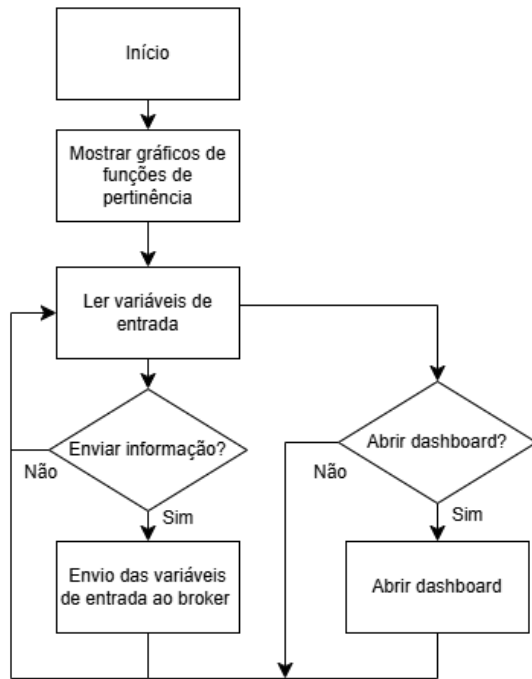 Início
Mostrar gráficos de
funções de
pertinência
Ler variáveis de
entrada
Enviar informação?
Não
Sim
Abrir dashboard?
Não
Sim
Envio das variáveis
de entrada ao broker
Abrir dashboard